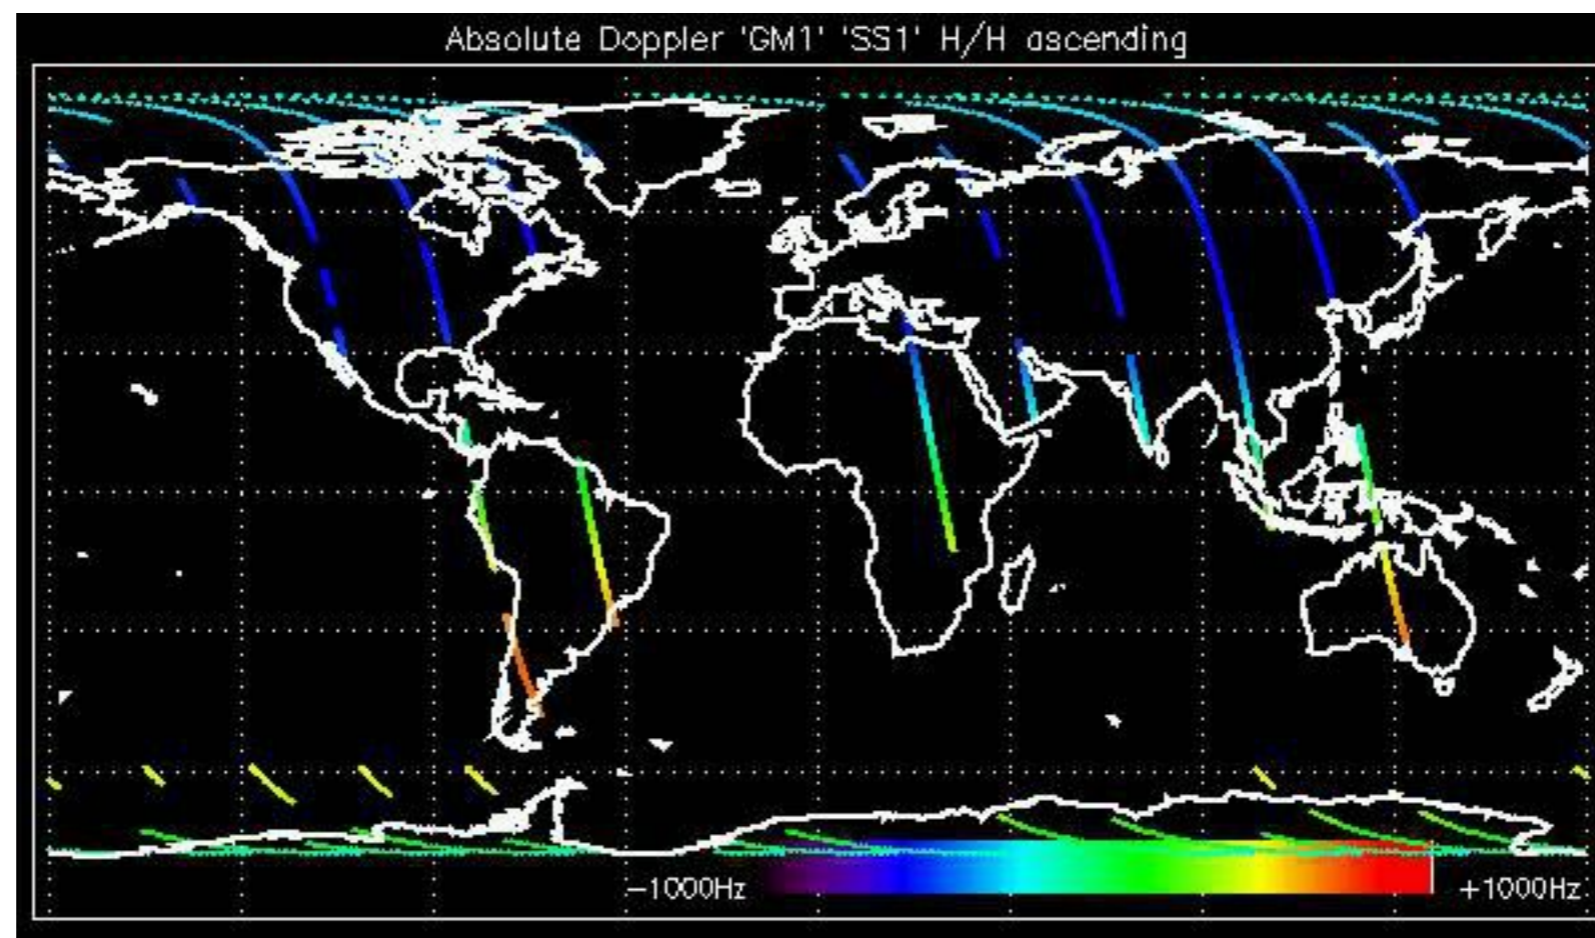 Absolute Doppler 'GM1' 'SS1' H/H ascending
−1000Hz
+1000Hz